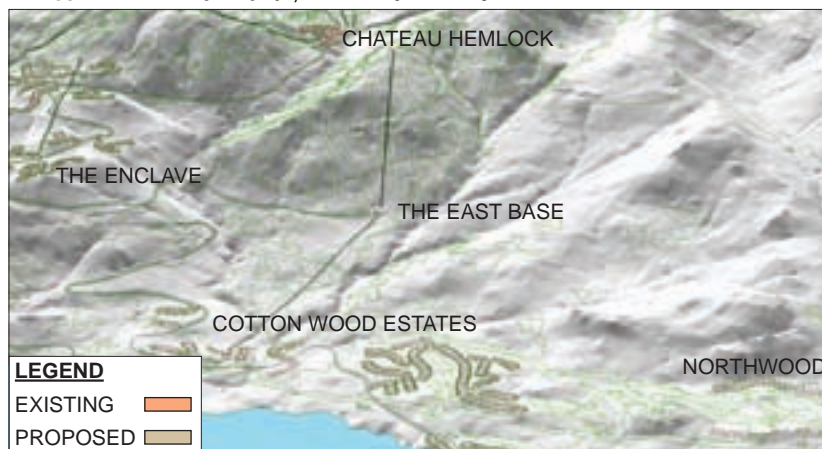 CHATEAU HEMLOCK
THE ENCLAVE
THE EAST BASE
COTTON WOOD ESTATES
NORTHWOOD
LEGEND
EXISTING
PROPOSED